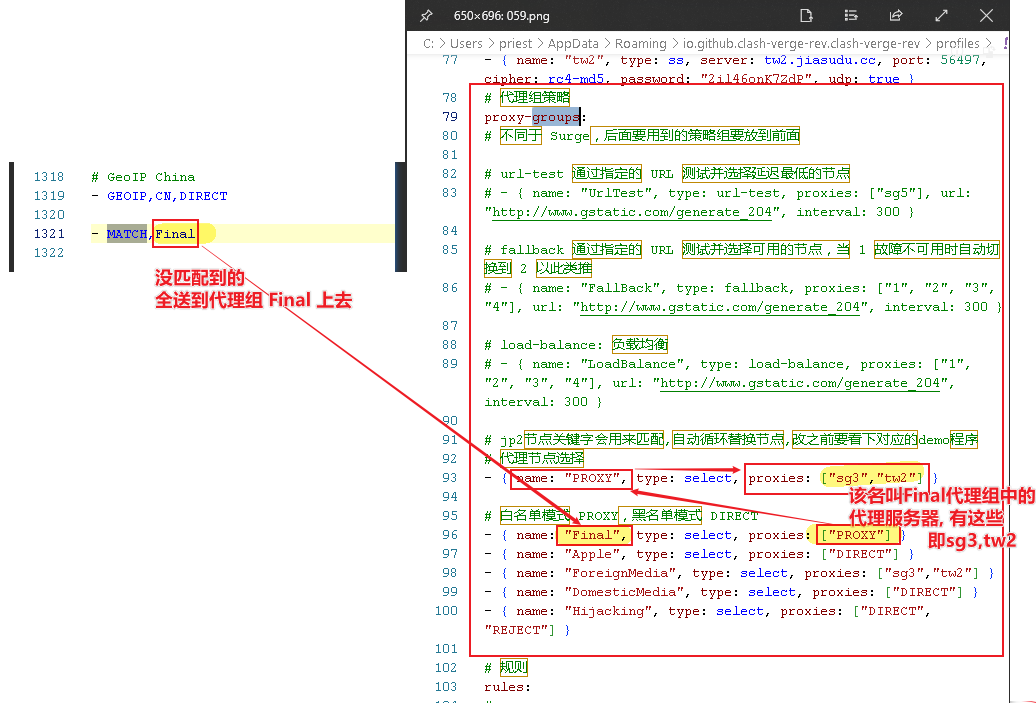 650×696: 059.png
C: > Users > priest > AppData > Roaming > io.github.clash-verge-rev.clash-verge-rev > profiles > !
77 - { name: "tw2", type: ss, server: tw2.jiasudu.cc, port: 56497,
cipher: rc4-md5, password: "2il46onK7ZdP", udp: true }
78 # 代理组策略
79 proxy-groups:
80 # 不同于 Surge，后面要用到的策略组要放到前面
81
82 # url-test 通过指定的 URL 测试并选择延迟最低的节点
83 # - { name: "UrlTest", type: url-test, proxies: ["sg5"], url:
"http://www.gstatic.com/generate_204", interval: 300 }
84
85 # fallback 通过指定的 URL 测试并选择可用的节点，当 1 故障不可用时自动切
换到 2 以此类推
86 # - { name: "FallBack", type: fallback, proxies: ["1", "2", "3",
"4"], url: "http://www.gstatic.com/generate_204", interval: 300 }
87
88 # load-balance: 负载均衡
89 # - { name: "LoadBalance", type: load-balance, proxies: ["1",
"2", "3", "4"], url: "http://www.gstatic.com/generate_204",
interval: 300 }
90
91 # jp2节点关键字会用来匹配,自动循环替换节点,改之前要看下对应的demo程序
92 # 代理节点选择
93 - { name: "PROXY", type: select, proxies: ["sg3","tw2"] }
94
95 # 白名单模式 PROXY，黑名单模式 DIRECT
96 - { name: "Final", type: select, proxies: ["PROXY"] }
97 - { name: "Apple", type: select, proxies: ["DIRECT"] }
98 - { name: "ForeignMedia", type: select, proxies: ["sg3","tw2"] }
99 - { name: "DomesticMedia", type: select, proxies: ["DIRECT"] }
100 - { name: "Hijacking", type: select, proxies: ["DIRECT",
"REJECT"] }
101
102 # 规则
103 rules:
1318 # GeoIP China
1319 - GEOIP,CN,DIRECT
1320
1321 - MATCH,Final
1322
没匹配到的
全送到代理组 Final 上去
该各叫Final代理组中的
代理服务器, 有这些
即sg3,tw2